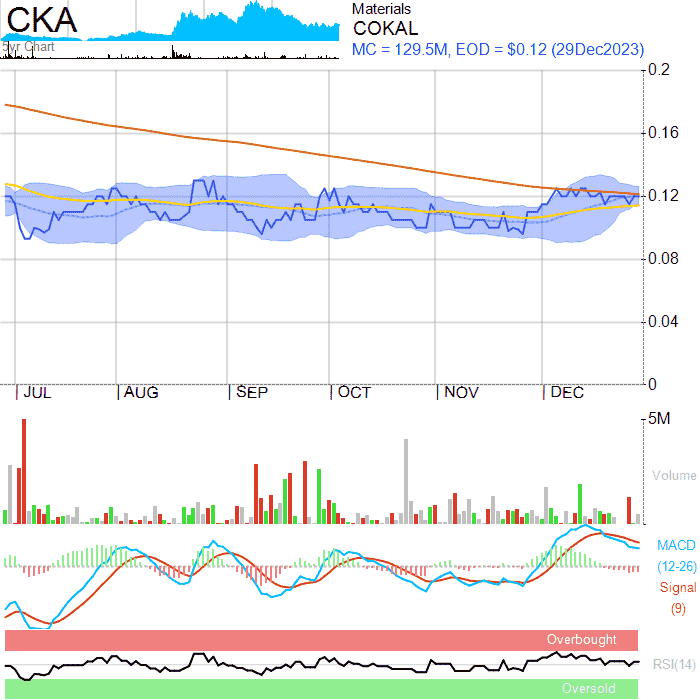 CKA
5yr Chart
Materials
COKAL
MC = 129.5M, EOD = $0.12 (29Dec2023)
0.2
0.16
0.12
0.08
0.04
0
JUL AUG SEP OCT NOV DEC
5M
Volume
MACD
(12-26)
Signal
(9)
Overbought
RSI(14)
Oversold